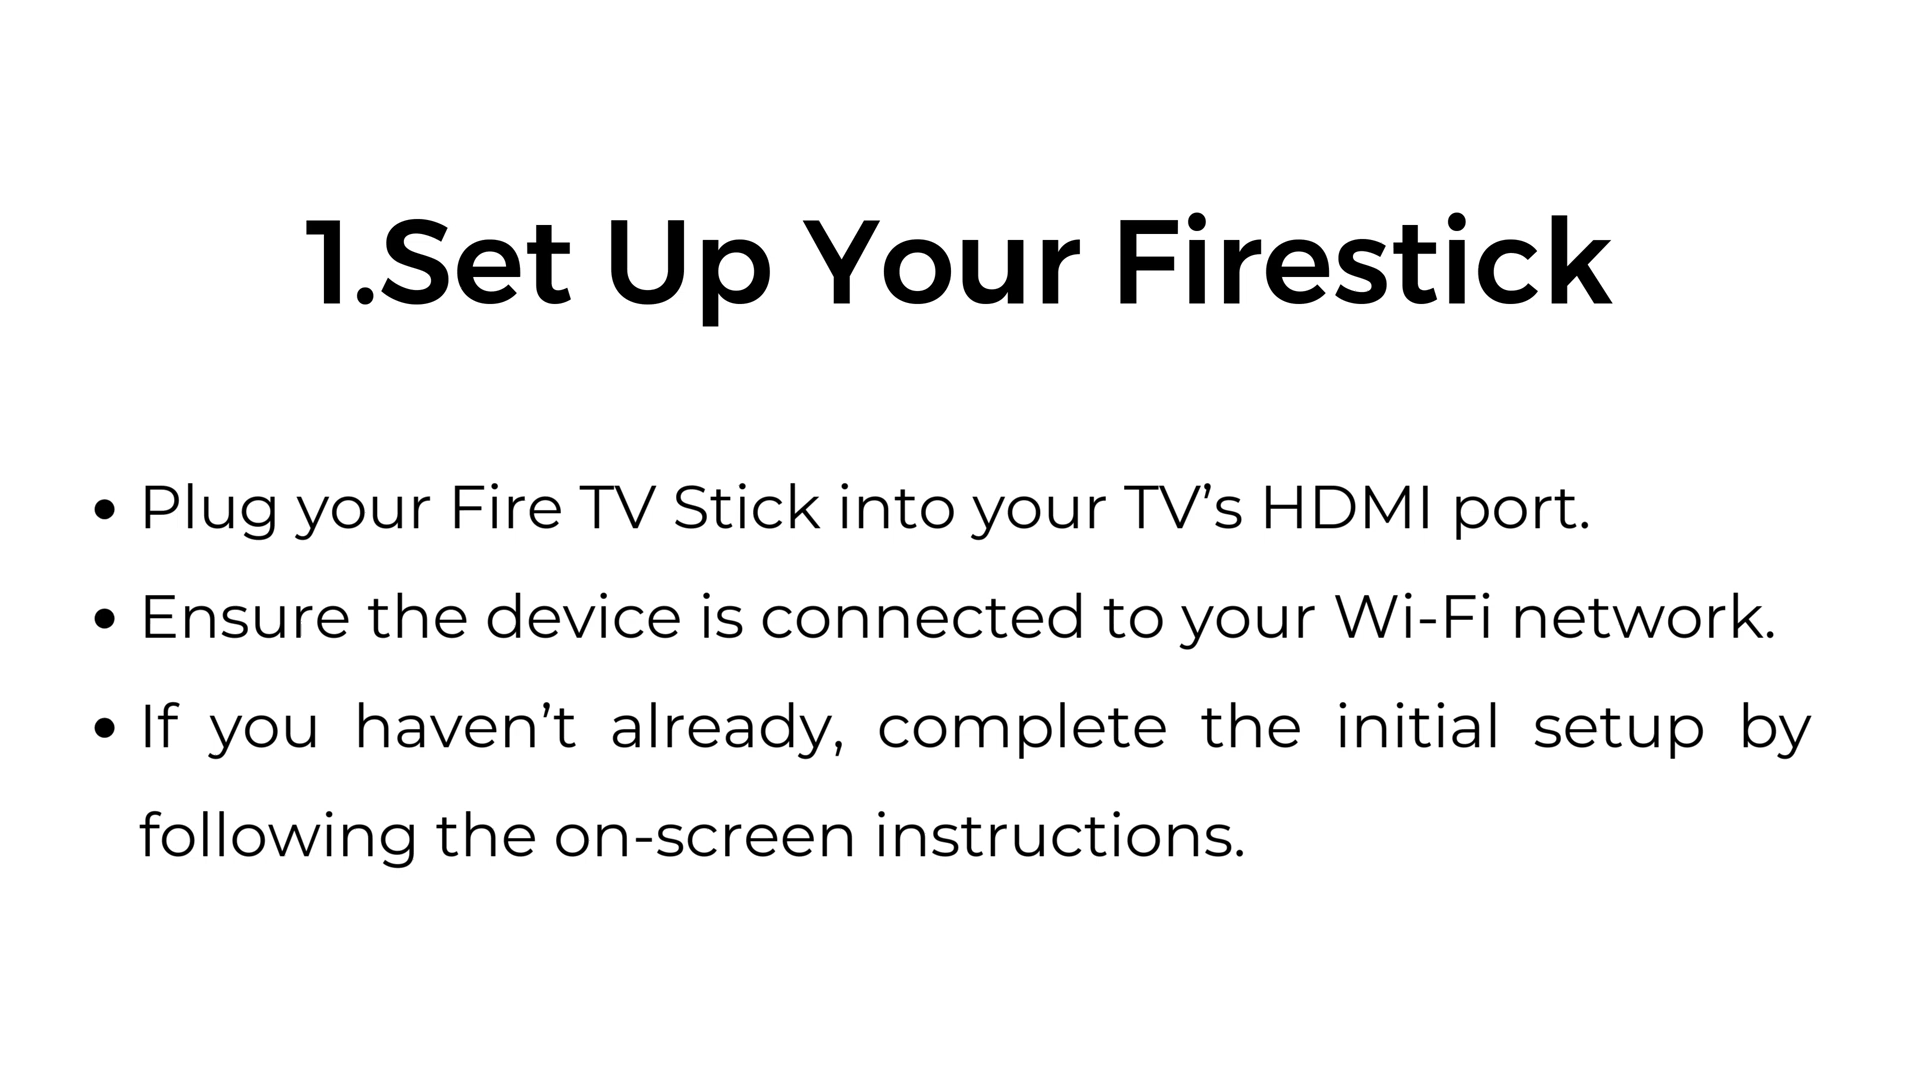 1.Set Up Your Firestick
• Plug your Fire TV Stick into your TV’s HDMI port.
• Ensure the device is connected to your Wi-Fi network.
• If you haven’t already, complete the initial setup by
following the on-screen instructions.